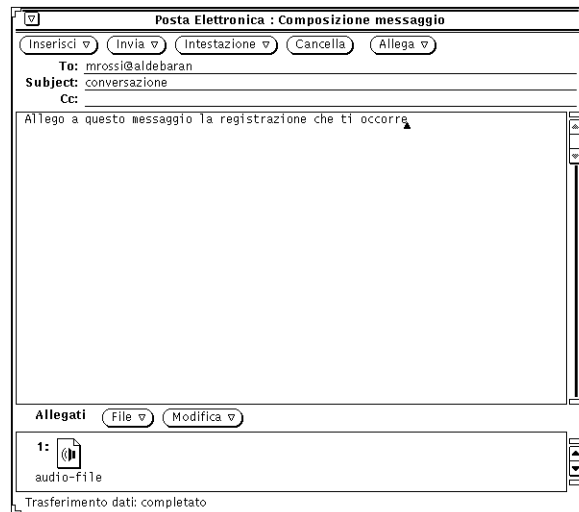 Posta Elettronica : Composizione messaggio
Inserisci Invia Intestazione Cancella Allega
To: mrossi@aldebaran
Subject: conversazione
Cc:
Allego a questo messaggio la registrazione che ti occorre
Allegati File Modifica
1:
audio-file
Trasferimento dati: completato